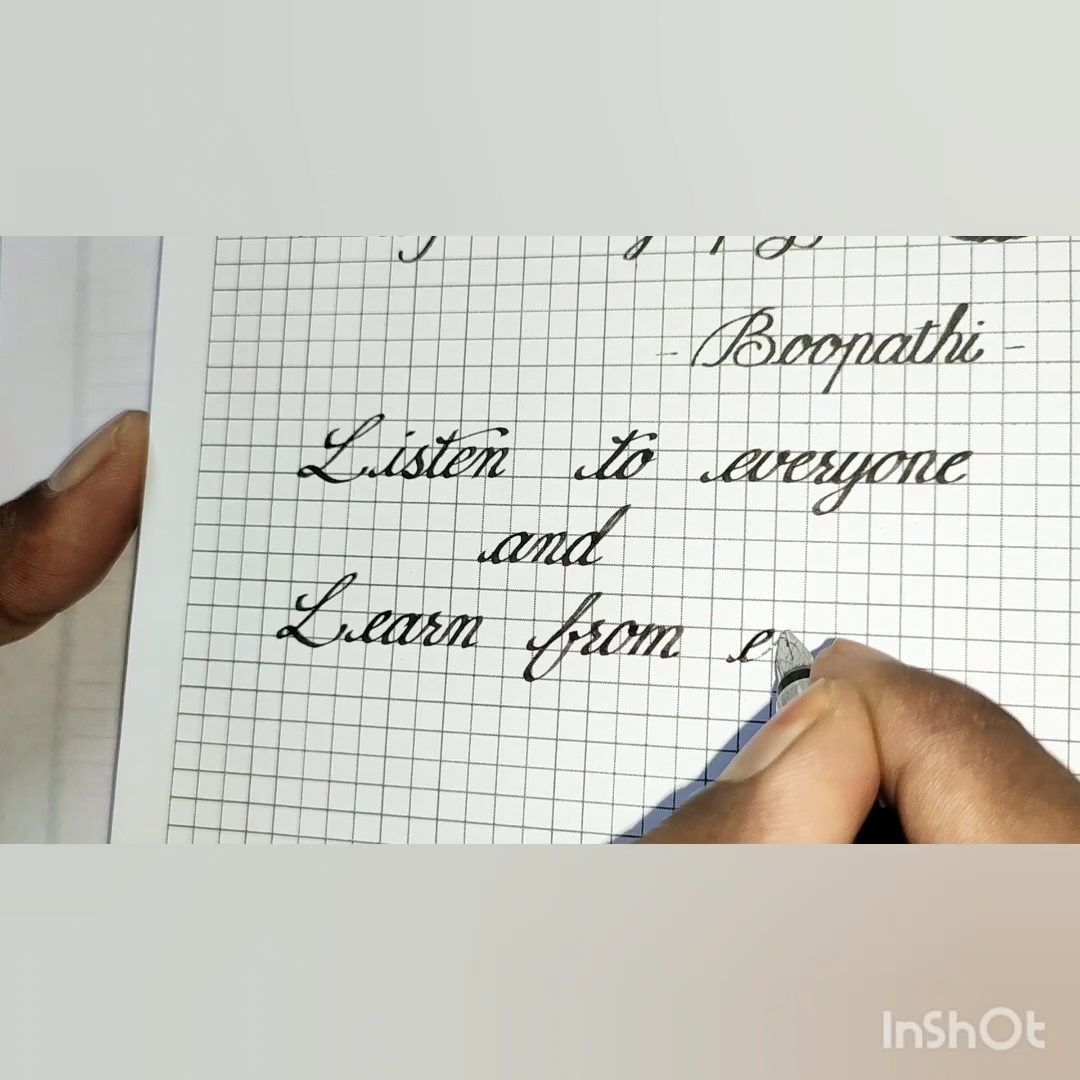 - Boopathi -
Listen to everyone
and
Learn from e
InShOt